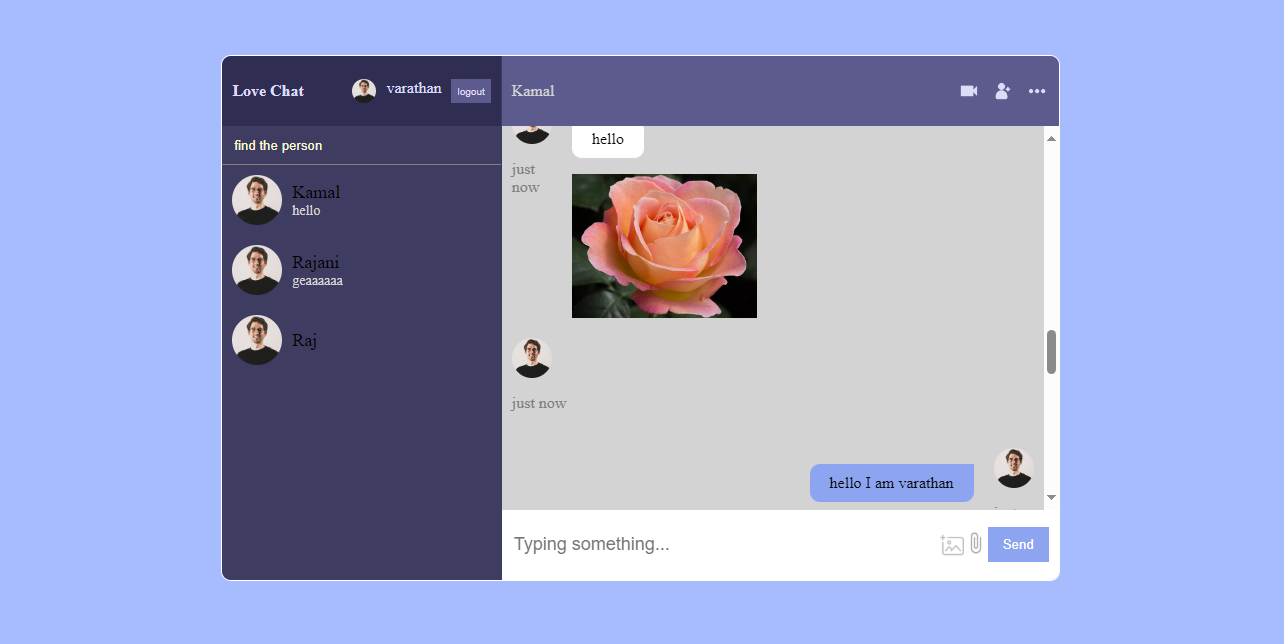 Love Chat
varathan
logout
Kamal
find the person
Kamal
hello
Rajani
geaaaaaa
Raj
hello
just
now
just now
hello I am varathan
Typing something...
Send